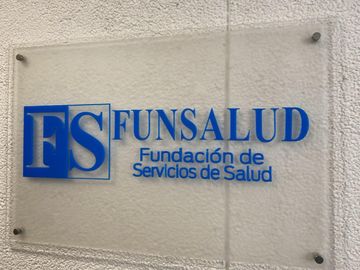 FS FUNSALUD
Fundación de
Servicios de Salud